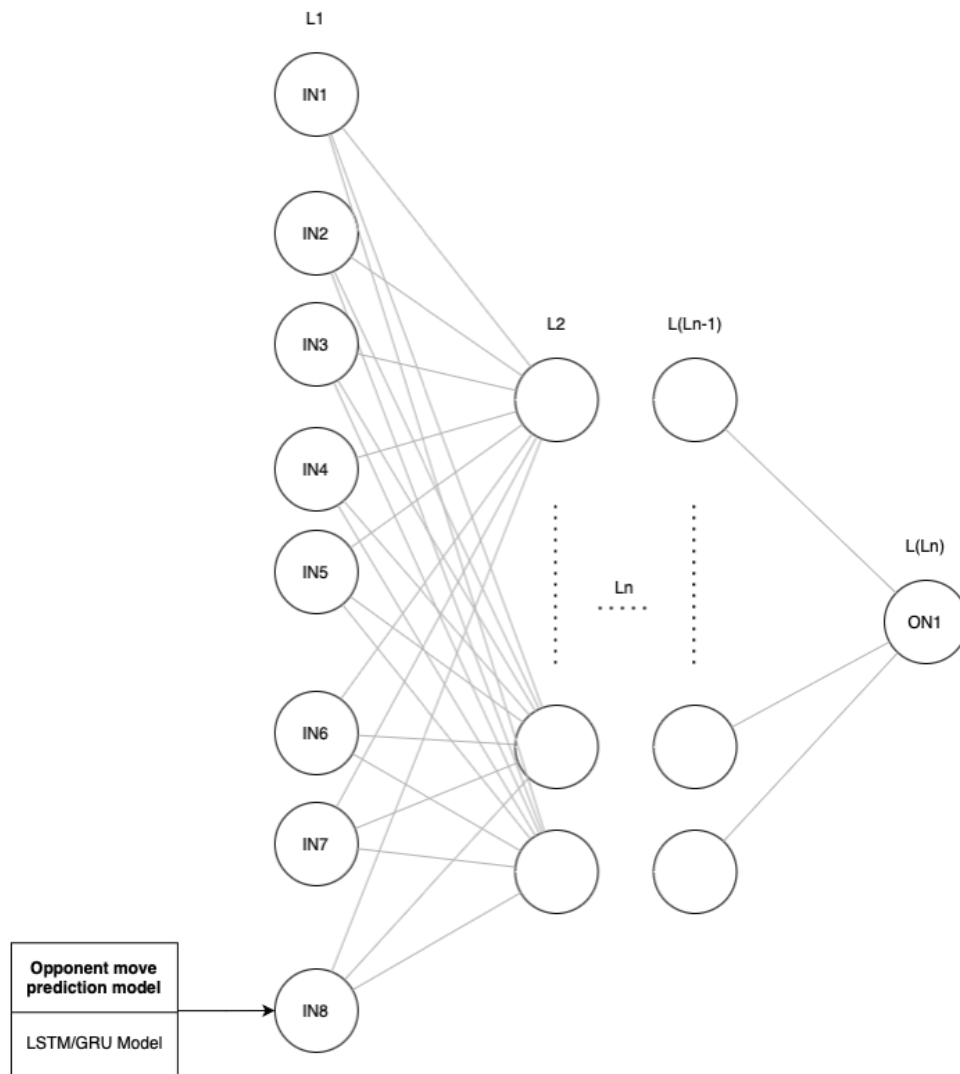 L1
IN1
IN2
IN3
L2
L(Ln-1)
IN4
L(Ln)
IN5
Ln
ON1
IN6
IN7
Opponent move
prediction model
LSTM/GRU Model
IN8